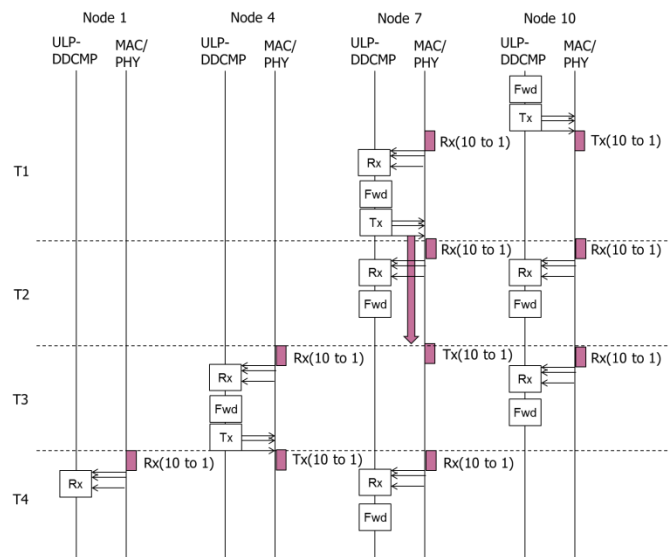 Node 1 Node 4 Node 7 Node 10
ULP- MAC/ ULP- MAC/ ULP- MAC/ ULP- MAC/
DDCMP PHY DDCMP PHY DDCMP PHY DDCMP PHY
Fwd
Tx
Rx(10 to 1) Tx(10 to 1)
Rx
T1
Fwd
Tx
Rx(10 to 1) Rx(10 to 1)
Rx Rx
T2
Fwd Fwd
Rx(10 to 1) Tx(10 to 1) Rx(10 to 1)
Rx Rx
T3
Fwd Fwd
Tx
Rx(10 to 1) Tx(10 to 1) Rx(10 to 1)
Rx Rx
T4
Fwd